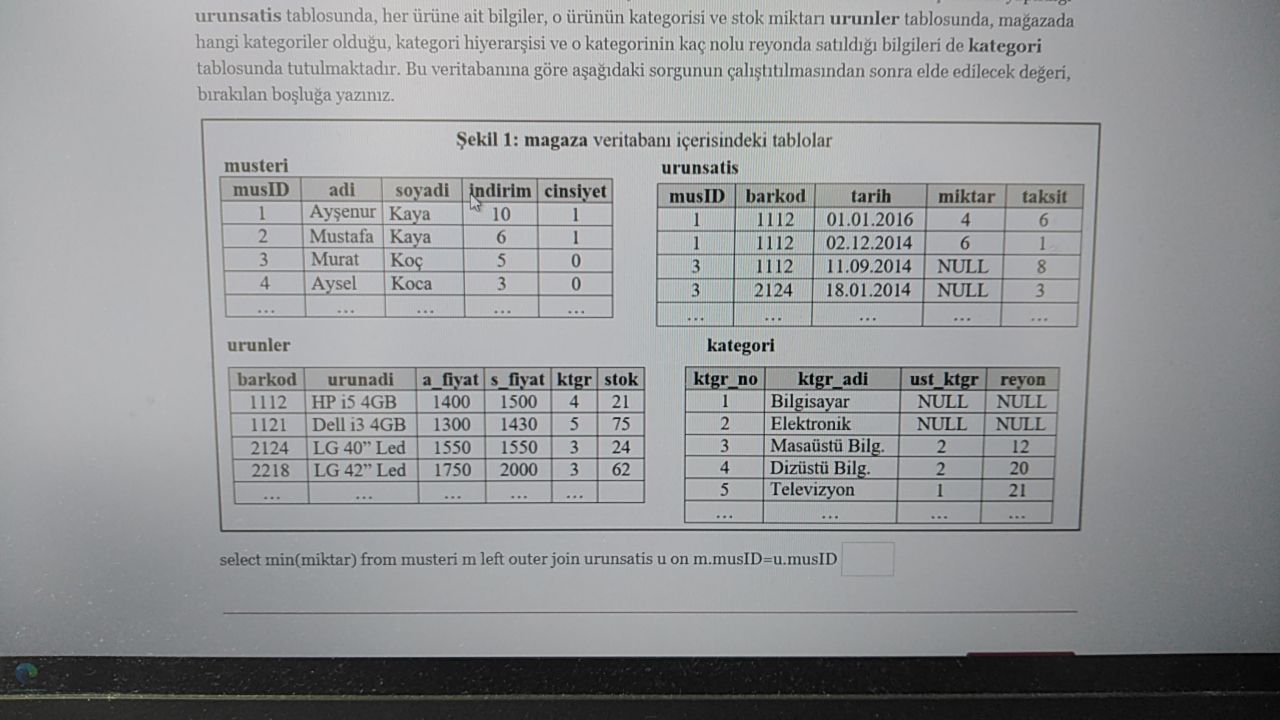 urunsatis tablosunda, her ürüne ait bilgiler, o ürünün kategorisi ve stok miktarı urunler tablosunda, mağazada
hangi kategoriler olduğu, kategori hiyerarşisi ve o kategorinin kaç nolu reyonda satıldığı bilgileri de kategori
tablosunda tutulmaktadır. Bu veritabanına göre aşağıdaki sorgunun çalıştıtılmasından sonra elde edilecek değeri,
bırakılan boşluğa yazınız.
Şekil 1: magaza veritabanı içerisindeki tablolar
musteri
musID adi soyadi indirim cinsiyet
1 Ayşenur Kaya 10 1
2 Mustafa Kaya 6 1
3 Murat Koç 5 0
4 Aysel Koca 3 0
... ... ... ... ...
urunsatis
musID barkod tarih miktar taksit
1 1112 01.01.2016 4 6
1 1112 02.12.2014 6 1
3 1112 11.09.2014 NULL 8
3 2124 18.01.2014 NULL 3
... ... ... ... ...
urunler
barkod urunadi a_fiyat s_fiyat ktgr stok
1112 HP i5 4GB 1400 1500 4 21
1121 Dell i3 4GB 1300 1430 5 75
2124 LG 40” Led 1550 1550 3 24
2218 LG 42” Led 1750 2000 3 62
... ... ... ... ...
kategori
ktgr_no ktgr_adi ust_ktgr reyon
1 Bilgisayar NULL NULL
2 Elektronik NULL NULL
3 Masaüstü Bilg. 2 12
4 Dizüstü Bilg. 2 20
5 Televizyon 1 21
... ... ... ...
select min(miktar) from musteri m left outer join urunsatis u on m.musID=u.musID